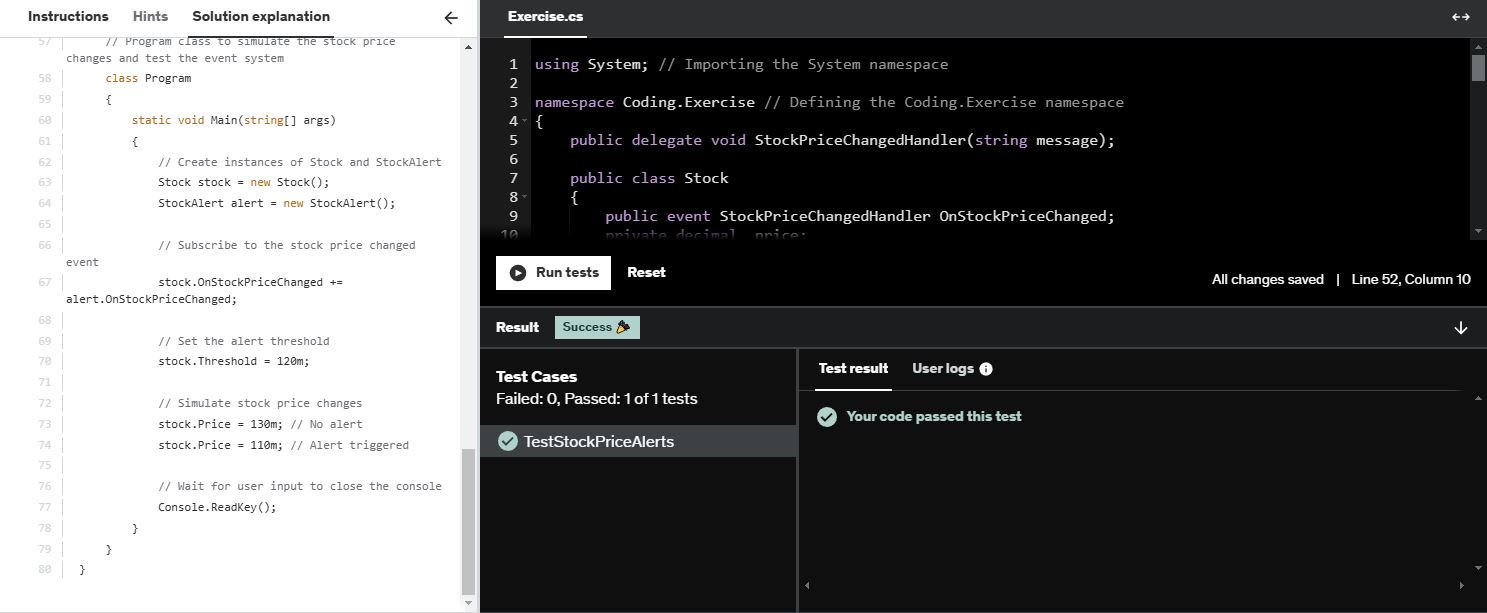 Instructions Hints Solution explanation
57 // Program class to simulate the stock price
changes and test the event system
58 class Program
59 {
60 static void Main(string[] args)
61 {
62 // Create instances of Stock and StockAlert
63 Stock stock = new Stock();
64 StockAlert alert = new StockAlert();
65
66 // Subscribe to the stock price changed
event
67 stock.OnStockPriceChanged +=
alert.OnStockPriceChanged;
68
69 // Set the alert threshold
70 stock.Threshold = 120m;
71
72 // Simulate stock price changes
73 stock.Price = 130m; // No alert
74 stock.Price = 110m; // Alert triggered
75
76 // Wait for user input to close the console
77 Console.ReadKey();
78 }
79 }
80 }
Exercise.cs
1 using System; // Importing the System namespace
2
3 namespace Coding.Exercise // Defining the Coding.Exercise namespace
4 {
5 public delegate void StockPriceChangedHandler(string message);
6
7 public class Stock
8 {
9 public event StockPriceChangedHandler OnStockPriceChanged;
10 private decimal _price;
Run tests Reset
All changes saved | Line 52, Column 10
Result Success
Test Cases
Failed: 0, Passed: 1 of 1 tests
TestStockPriceAlerts
Test result User logs
Your code passed this test